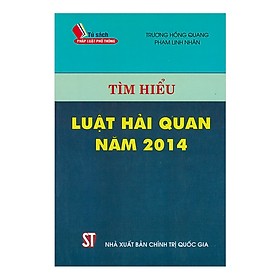 Tủ sách
PHÁP LUẬT PHỔ THÔNG
TRƯƠNG HỒNG QUANG
PHẠM LINH NHÂN
TÌM HIỂU
LUẬT HẢI QUAN
NĂM 2014
ST
NHÀ XUẤT BẢN CHÍNH TRỊ QUỐC GIA